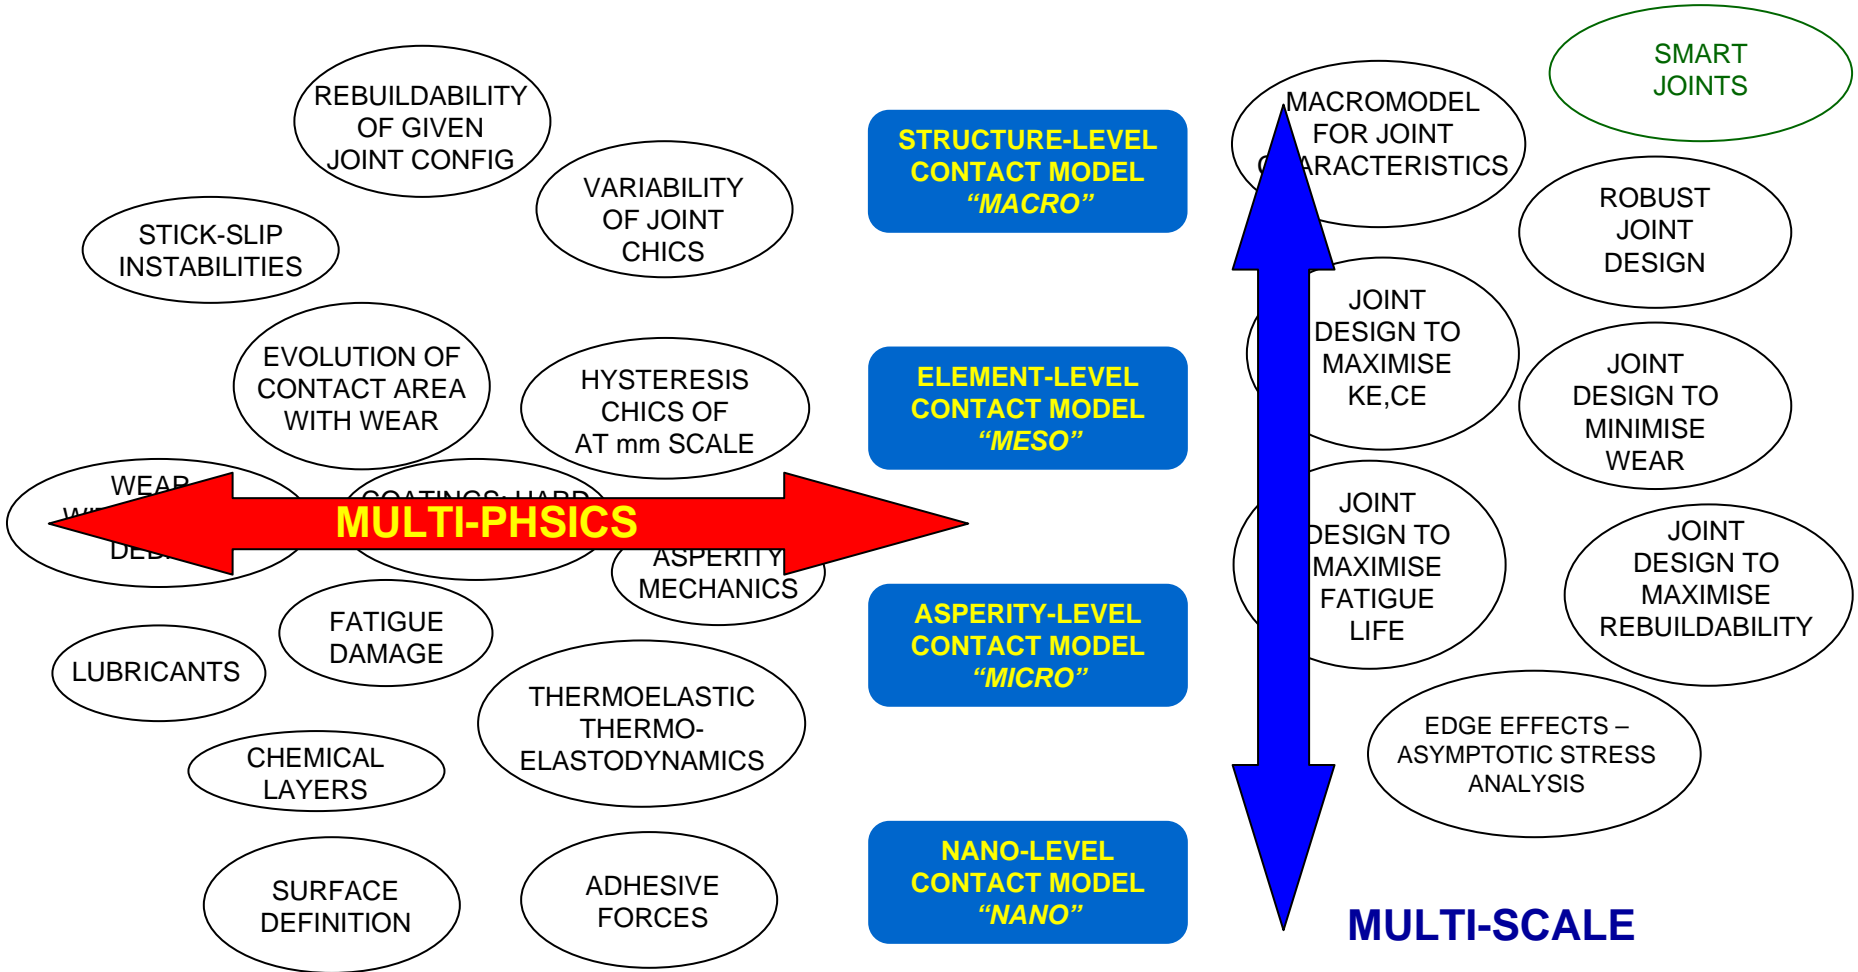 SMART
JOINTS
REBUILDABILITY
OF GIVEN
JOINT CONFIG
STRUCTURE-LEVEL
CONTACT MODEL
“MACRO”
MACROMODEL
FOR JOINT
VARIABILITY
OF JOINT
CHICS
ROBUST
JOINT
DESIGN
STICK-SLIP
INSTABILITIES
EVOLUTION OF
CONTACT AREA
WITH WEAR
HYSTERESIS
CHICS OF
AT mm SCALE
ELEMENT-LEVEL
CONTACT MODEL
“MESO”
JOINT
DESIGN TO
MAXIMISE
KE,CE
JOINT
DESIGN TO
MINIMISE
WEAR
WEAR
COATINGS: HARD
MULTI-PHSICS
ASPERITY
MECHANICS
JOINT
DESIGN TO
MAXIMISE
FATIGUE
LIFE
JOINT
DESIGN TO
MAXIMISE
REBUILDABILITY
FATIGUE
DAMAGE
LUBRICANTS
ASPERITY-LEVEL
CONTACT MODEL
“MICRO”
THERMOELASTIC
THERMO-
ELASTODYNAMICS
CHEMICAL
LAYERS
EDGE EFFECTS –
ASYMPTOTIC STRESS
ANALYSIS
SURFACE
DEFINITION
ADHESIVE
FORCES
NANO-LEVEL
CONTACT MODEL
“NANO”
MULTI-SCALE